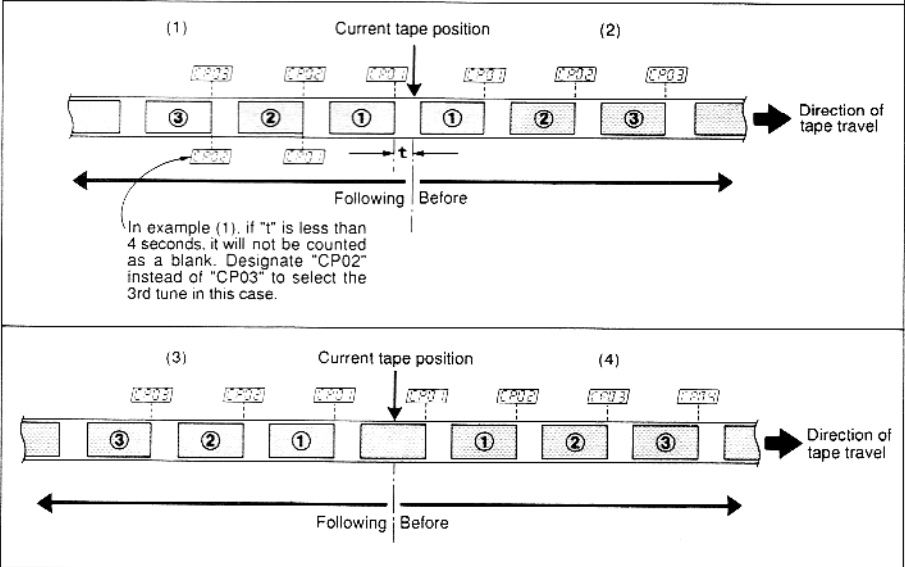 (1) Current tape position (2)
CP03 CP02 CP01 CP01 CP02 CP03
③ ② ① ① ② ③
Direction of
tape travel
CP02 CP01 t
Following Before
In example (1), if "t" is less than
4 seconds, it will not be counted
as a blank. Designate "CP02"
instead of "CP03" to select the
3rd tune in this case.
(3) Current tape position (4)
CP03 CP02 CP01 CP01 CP02 CP03 CP04
③ ② ① ① ② ③
Direction of
tape travel
Following Before